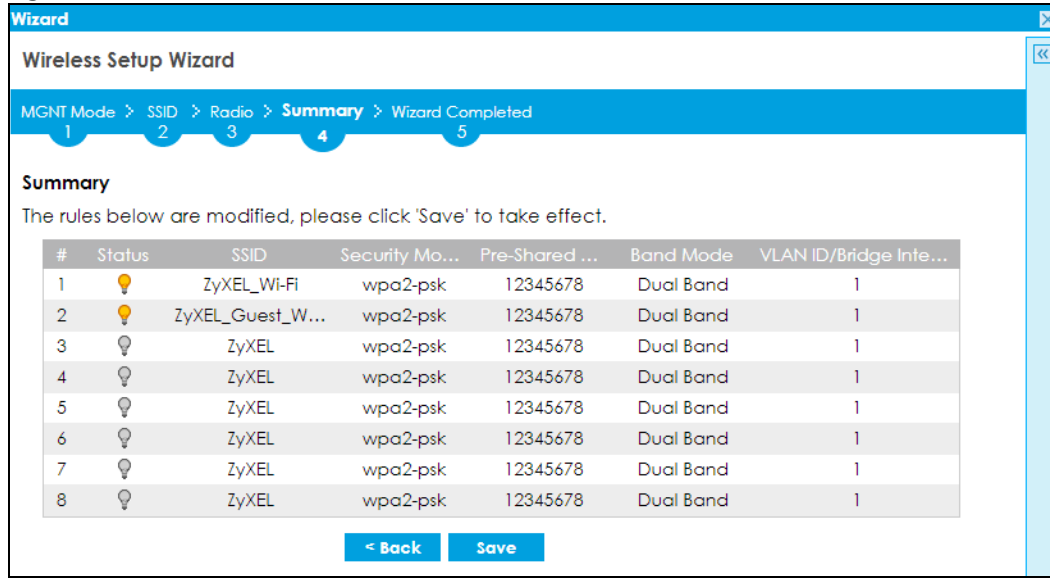 Wizard
Wireless Setup Wizard
MGNT Mode > SSID > Radio > Summary > Wizard Completed
1 2 3 4 5
Summary
The rules below are modified, please click 'Save' to take effect.
# Status SSID Security Mo... Pre-Shared ... Band Mode VLAN ID/Bridge Inte...
1 ZyXEL_Wi-Fi wpa2-psk 12345678 Dual Band 1
2 ZyXEL_Guest_W... wpa2-psk 12345678 Dual Band 1
3 ZyXEL wpa2-psk 12345678 Dual Band 1
4 ZyXEL wpa2-psk 12345678 Dual Band 1
5 ZyXEL wpa2-psk 12345678 Dual Band 1
6 ZyXEL wpa2-psk 12345678 Dual Band 1
7 ZyXEL wpa2-psk 12345678 Dual Band 1
8 ZyXEL wpa2-psk 12345678 Dual Band 1
< Back Save